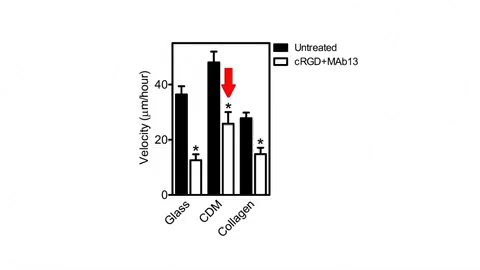 Untreated
cRGD+MAb13
Velocity (μm/hour)
40
20
0
*
*
*
Glass
CDM
Collagen